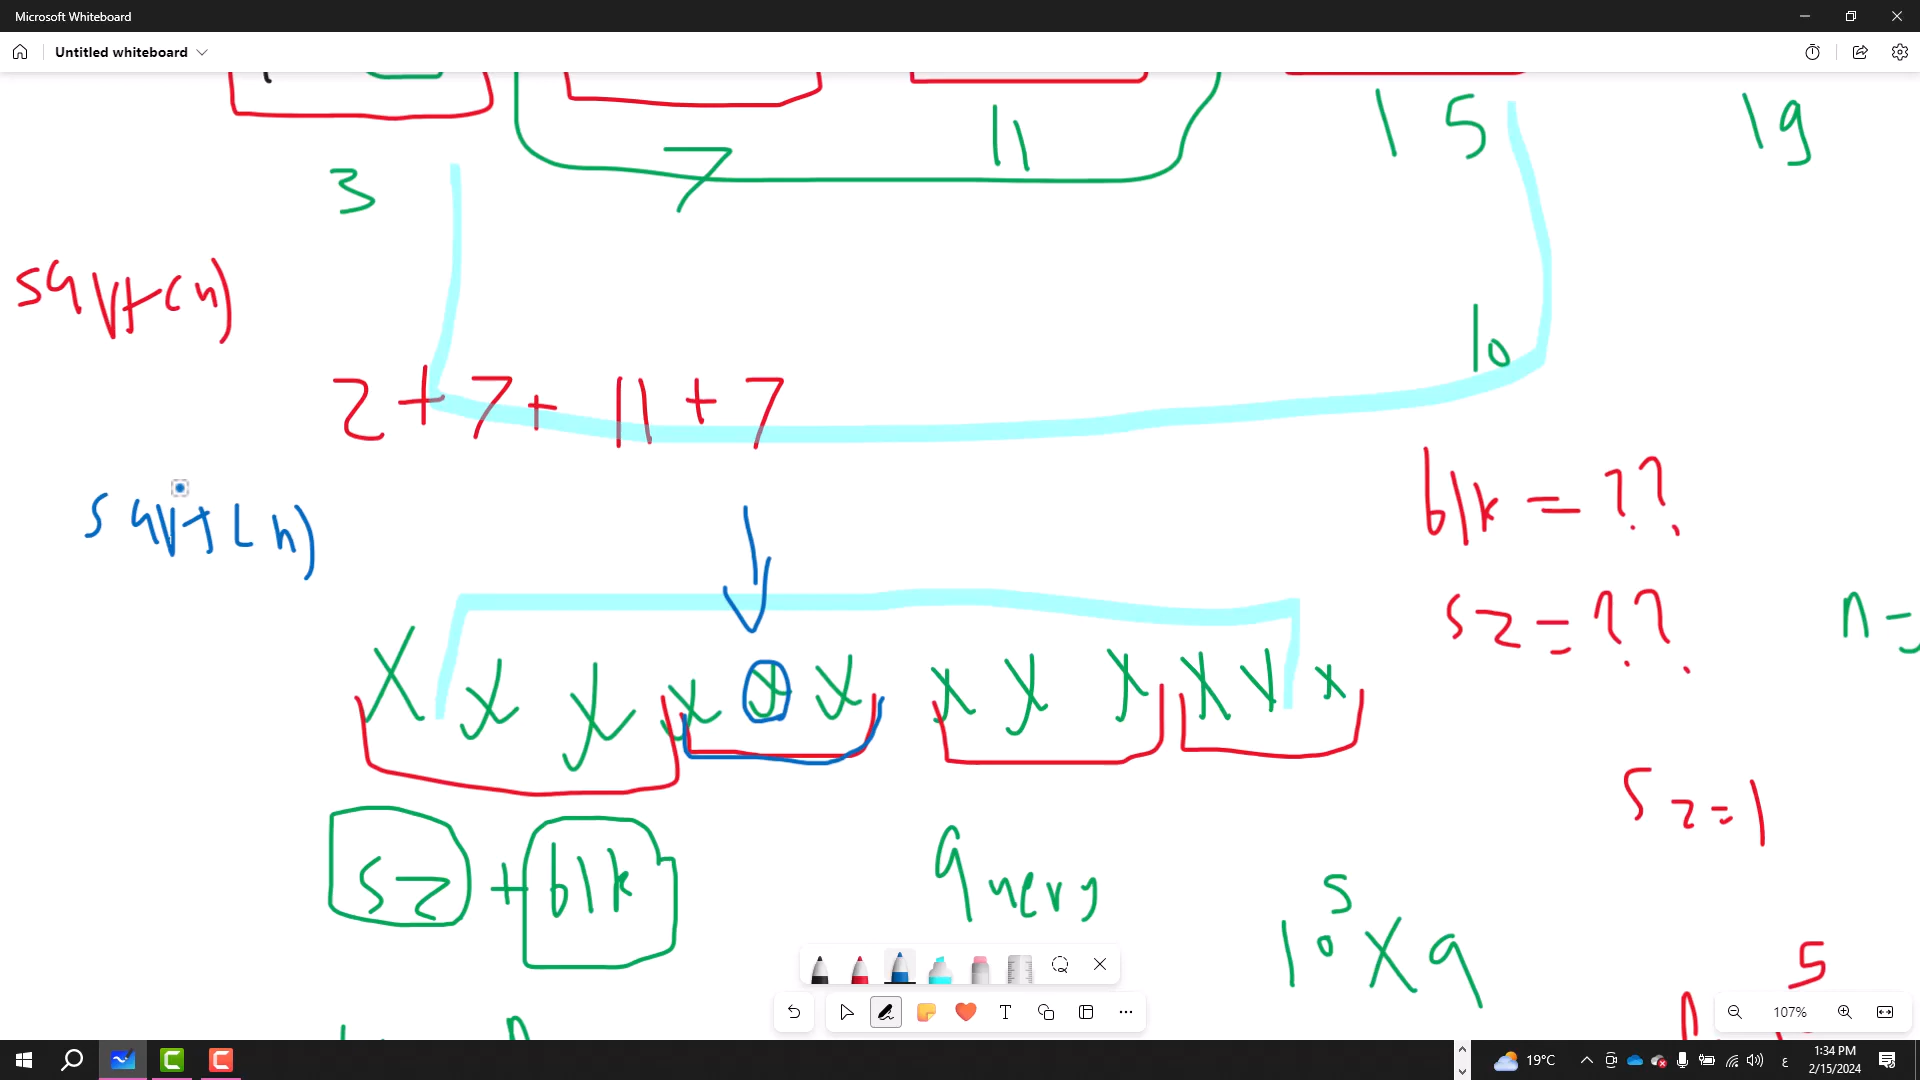 Microsoft Whiteboard
Untitled whiteboard
3
7
11
15
19
sqrt(n)
10
2 + 7 + 11 + 7
blk = ??
sqrt(n)
sz = ??
n =
x x x x x x x x x x x x
sz = 1
sz + blk
query
10^5 x q
5
107%
19°C
ع
1:34 PM
2/15/2024